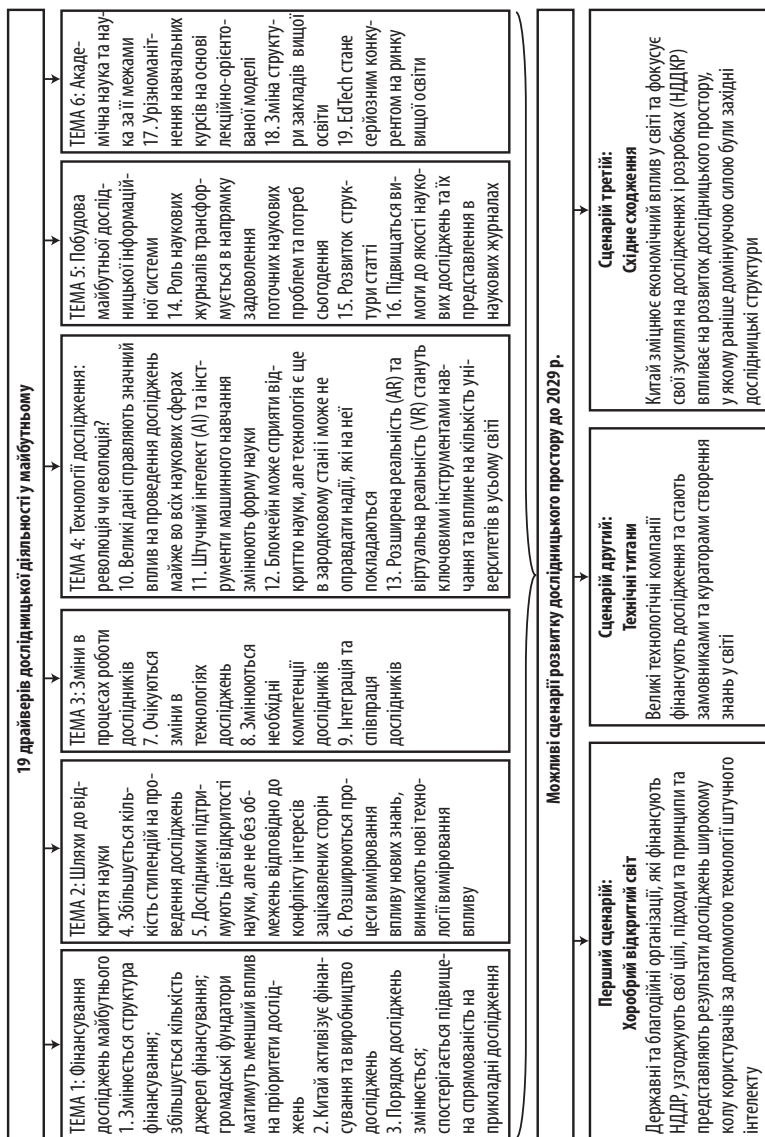 19 драйверів дослідницької діяльності у майбутньому
ТЕМА 1: Фінансування
досліджень майбутнього
1. Змінюється структура
фінансування;
збільшується кількість
джерел фінансування;
громадські фундатори
матимуть менший вплив
на пріоритети дослід-
жень
2. Китай активізує фінан-
сування та виробництво
досліджень
3. Порядок досліджень
змінюється;
спостерігається підвище-
на спрямованість на
прикладні дослідження
ТЕМА 2: Шляхи до від-
криття науки
4. Збільшується кіль-
кість стипендій на про-
ведення досліджень
5. Дослідники підтри-
мують ідеї відкритості
науки, але не без об-
межень відповідно до
конфлікту інтересів
зацікавлених сторін
6. Розширюються про-
цеси вимірювання
впливу нових знань,
виникають нові техно-
логії вимірювання
впливу
ТЕМА 3: Зміни в
процесах роботи
дослідників
7. Очікуються
зміни в
технологіях
досліджень
8. Змінюються
необхідні
компетенції
дослідників
9. Інтеграція та
співпраця
дослідників
ТЕМА 4: Технології дослідження:
революція чи еволюція?
10. Великі дані справляють значний
вплив на проведення досліджень
майже во всіх наукових сферах
11. Штучний інтелект (AI) та інст-
рументи машинного навчання
змінюють форму науки
12. Блокчейн може сприяти від-
криттю науки, але технологія є ще
в зародковому стані і може не
оправдати надії, які на неї
покладаються
13. Розширена реальність (AR) та
віртуальна реальність (VR) стануть
ключовими інструментами нав-
чання та вплине на кількість уні-
верситетів в усьому світі
ТЕМА 5: Побудова
майбутньої дослід-
ницької інформацій-
ної системи
14. Роль наукових
журналів трансфор-
мується в напрямку
задоволення
поточних наукових
проблем та потреб
сьогодення
15. Розвиток струк-
тури статті
16. Підвищаться ви-
моги до якості науко-
вих досліджень та їх
представлення в
наукових журналах
ТЕМА 6: Акаде-
мічна наука та нау-
ка за її межами
17. Урізноманіт-
нення навчальних
курсів на основі
лекційно-орієнто-
ваної моделі
18. Зміна структу-
ри закладів вищої
освіти
19. EdTech стане
серйозним конку-
рентом на ринку
вищої освіти
Можливі сценарії розвитку дослідницького простору до 2029 р.
Перший сценарій:
Хоробрий відкритий світ
Державні та благодійні організації, які фінансують
НДДР, узгоджують свої цілі, підходи та принципи та
представляють результати досліджень широкому
колу користувачів за допомогою технології штучного
інтелекту
Сценарій другий:
Технічні титани
Великі технологічні компанії
фінансують дослідження та стають
замовниками та кураторами створення
знань у світі
Сценарій третій:
Східне сходження
Китай зміцнює економічний вплив у світі та фокусує
свої зусилля на дослідженнях і розробках (НДДКР)
впливає на розвиток дослідницького простору,
у якому раніше домінуючою силою були західні
дослідницькі структури